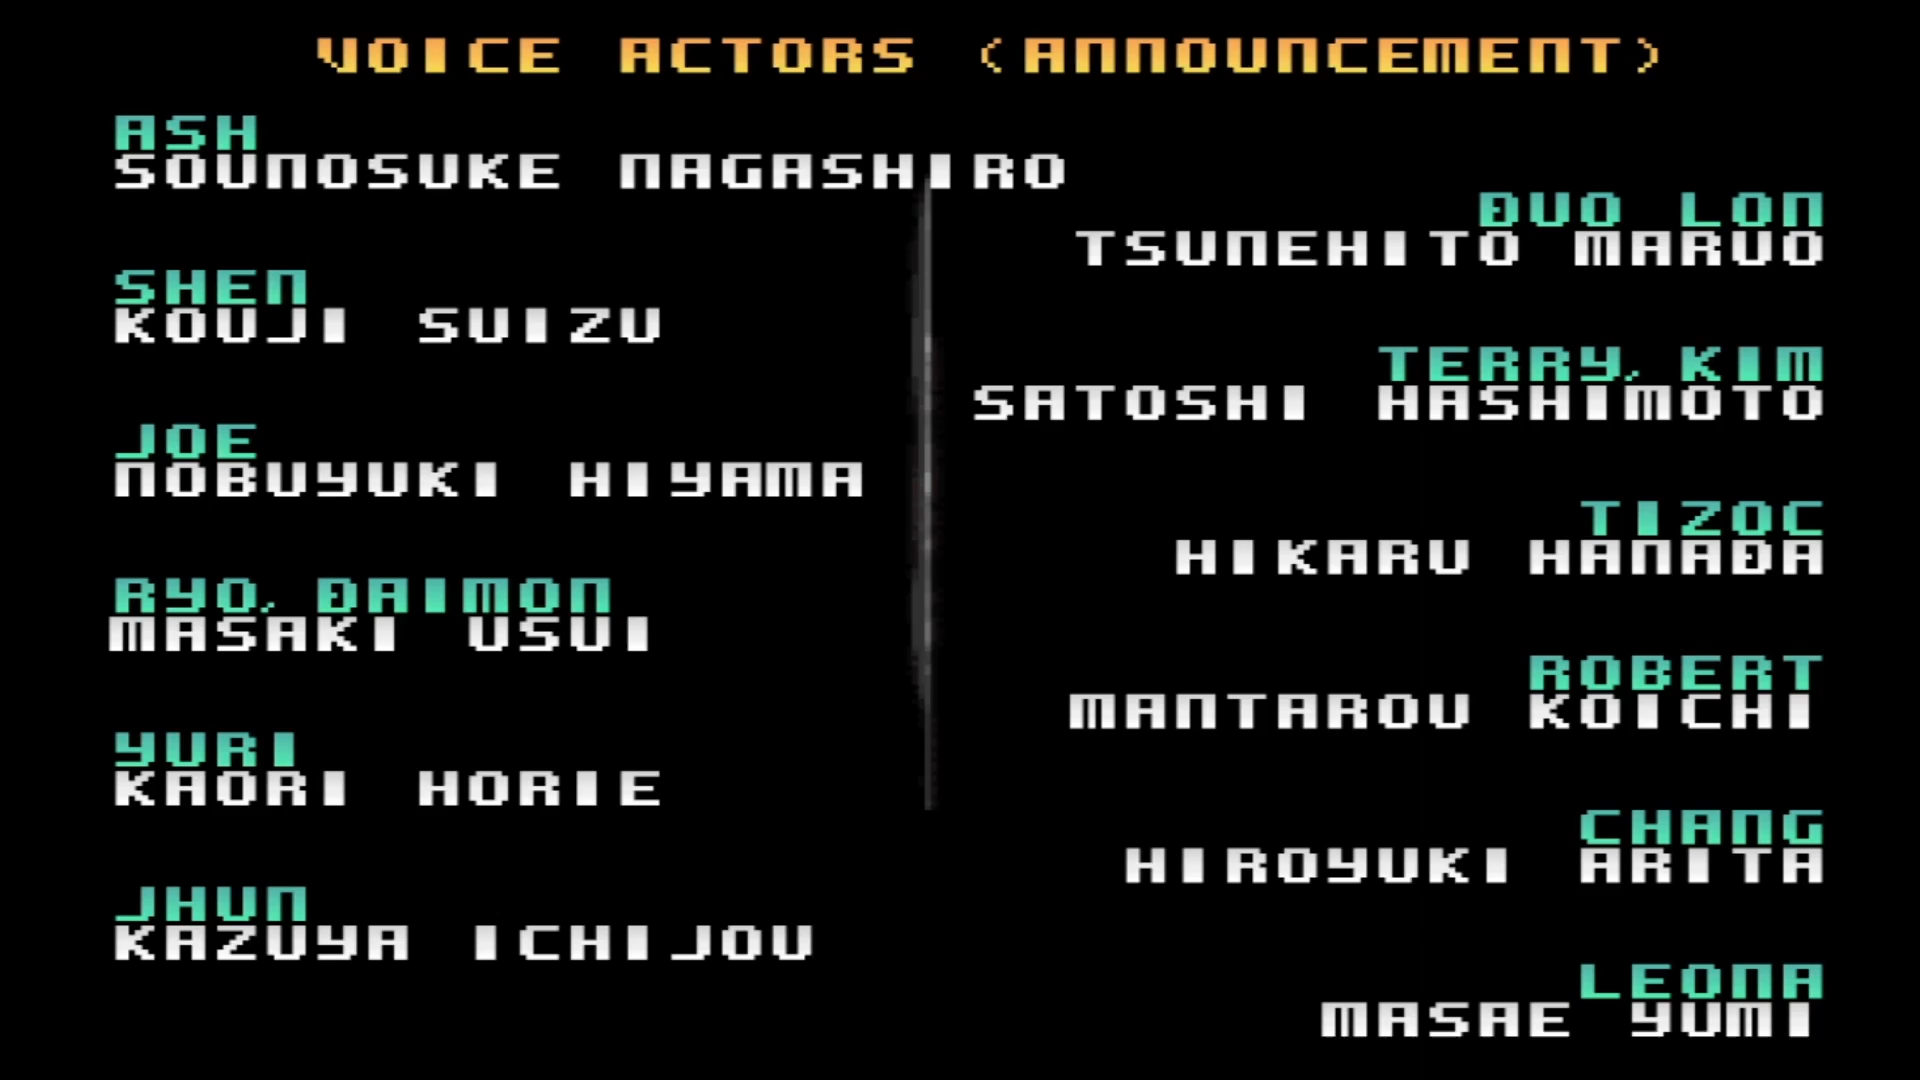 VOICE ACTORS (ANNOUNCEMENT)
ASH
SOUNOSUKE NAGASHIRO
DUO LON
TSUNEHITO MARUO
SHEN
KOUJI SUIZU
TERRY, KIM
SATOSHI HASHIMOTO
JOE
NOBUYUKI HIYAMA
TIZOC
HIKARU HANADA
RYO, DAIMON
MASAKI USUI
ROBERT
MANTAROU KOICHI
YURI
KAORI HORIE
CHANG
HIROYUKI ARITA
JHUN
KAZUYA ICHIJOU
LEONA
MASAE YUMI